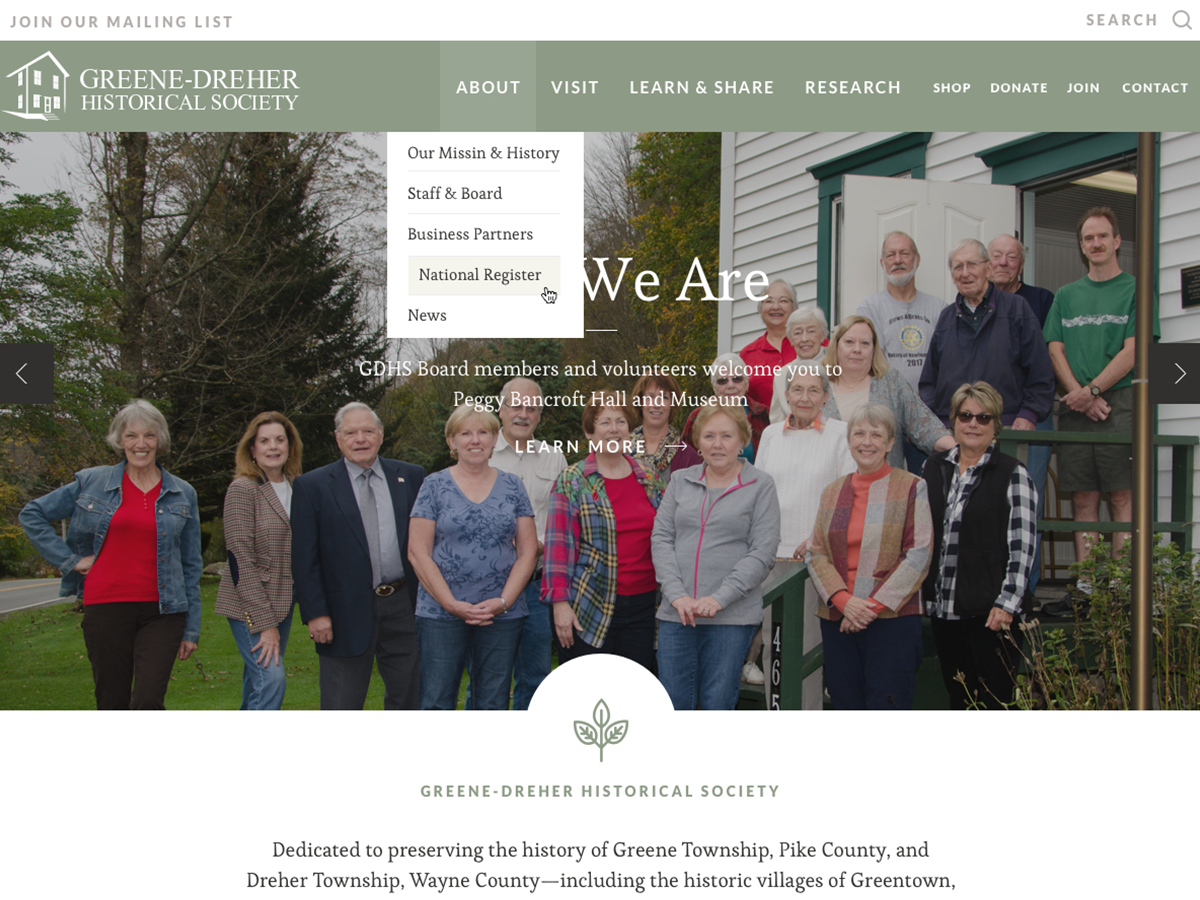 JOIN OUR MAILING LIST
SEARCH
GREENE-DREHER
HISTORICAL SOCIETY
ABOUT
VISIT
LEARN & SHARE
RESEARCH
SHOP
DONATE
JOIN
CONTACT
Our Missin & History
Staff & Board
Business Partners
National Register
News
We Are
GDHS Board members and volunteers welcome you to
Peggy Bancroft Hall and Museum
LEARN MORE
2017
465
GREENE-DREHER HISTORICAL SOCIETY
Dedicated to preserving the history of Greene Township, Pike County, and
Dreher Township, Wayne County—including the historic villages of Greentown,